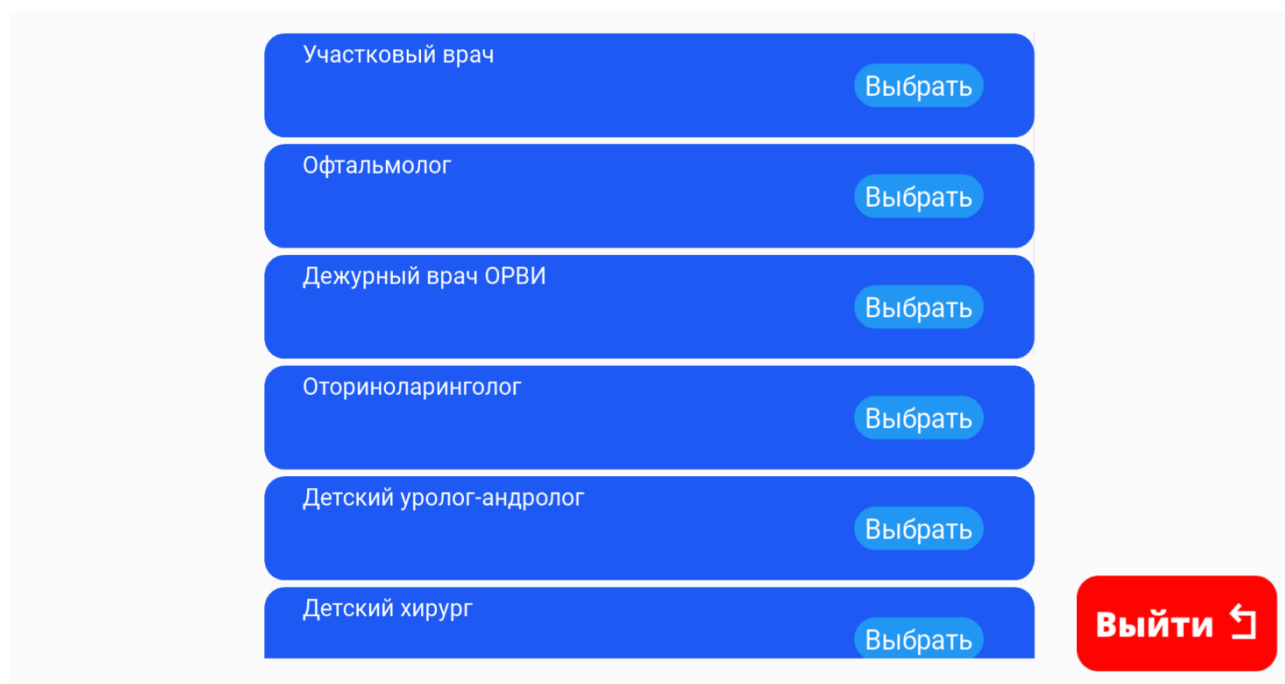 Участковый врач
Выбрать
Офтальмолог
Выбрать
Дежурный врач ОРВИ
Выбрать
Оториноларинголог
Выбрать
Детский уролог-андролог
Выбрать
Детский хирург
Выбрать
Выйти